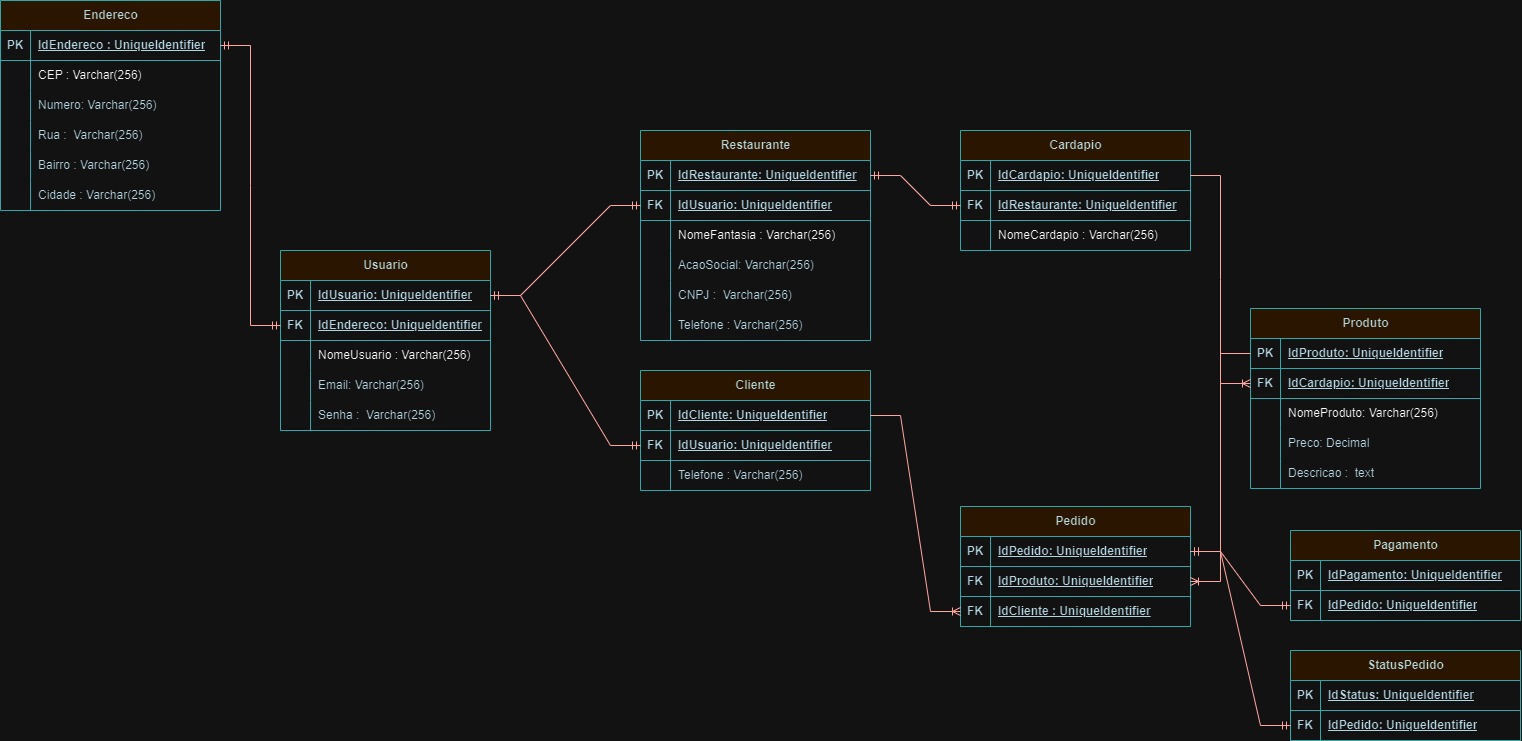 Endereco
PK IdEndereco : UniqueIdentifier
CEP : Varchar(256)
Numero: Varchar(256)
Rua :  Varchar(256)
Bairro : Varchar(256)
Cidade : Varchar(256)
Usuario
PK IdUsuario: UniqueIdentifier
FK IdEndereco: UniqueIdentifier
NomeUsuario : Varchar(256)
Email: Varchar(256)
Senha :  Varchar(256)
Restaurante
PK IdRestaurante: UniqueIdentifier
FK IdUsuario: UniqueIdentifier
NomeFantasia : Varchar(256)
AcaoSocial: Varchar(256)
CNPJ :  Varchar(256)
Telefone : Varchar(256)
Cliente
PK IdCliente: UniqueIdentifier
FK IdUsuario: UniqueIdentifier
Telefone : Varchar(256)
Cardapio
PK IdCardapio: UniqueIdentifier
FK IdRestaurante: UniqueIdentifier
NomeCardapio : Varchar(256)
Pedido
PK IdPedido: UniqueIdentifier
FK IdProduto: UniqueIdentifier
FK IdCliente : UniqueIdentifier
Produto
PK IdProduto: UniqueIdentifier
FK IdCardapio: UniqueIdentifier
NomeProduto: Varchar(256)
Preco: Decimal
Descricao :  text
Pagamento
PK IdPagamento: UniqueIdentifier
FK IdPedido: UniqueIdentifier
StatusPedido
PK IdStatus: UniqueIdentifier
FK IdPedido: UniqueIdentifier